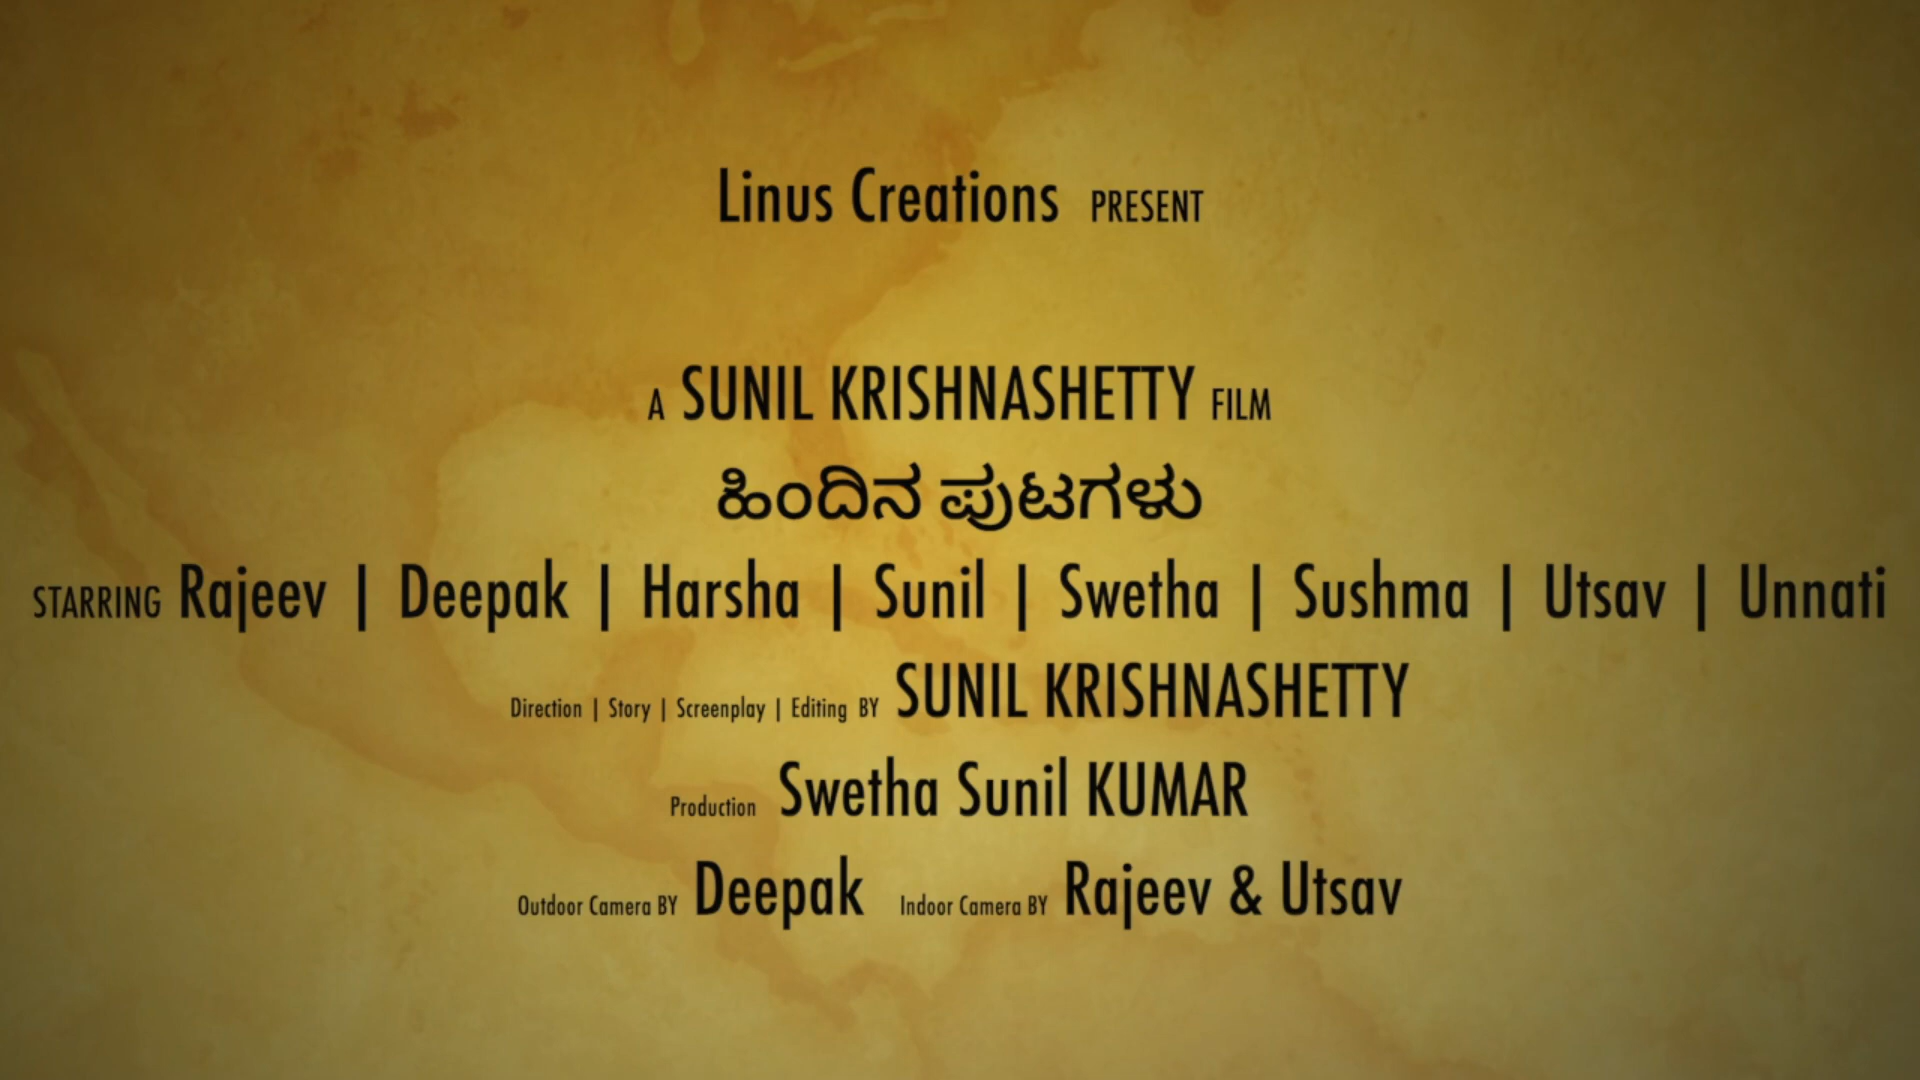 Linus Creations PRESENT
A SUNIL KRISHNASHETTY FILM
ಹಿಂದಿನ ಪುಟಗಳು
STARRING Rajeev | Deepak | Harsha | Sunil | Swetha | Sushma | Utsav | Unnati
Direction | Story | Screenplay | Editing BY SUNIL KRISHNASHETTY
Production Swetha Sunil KUMAR
Outdoor Camera BY Deepak Indoor Camera BY Rajeev & Utsav